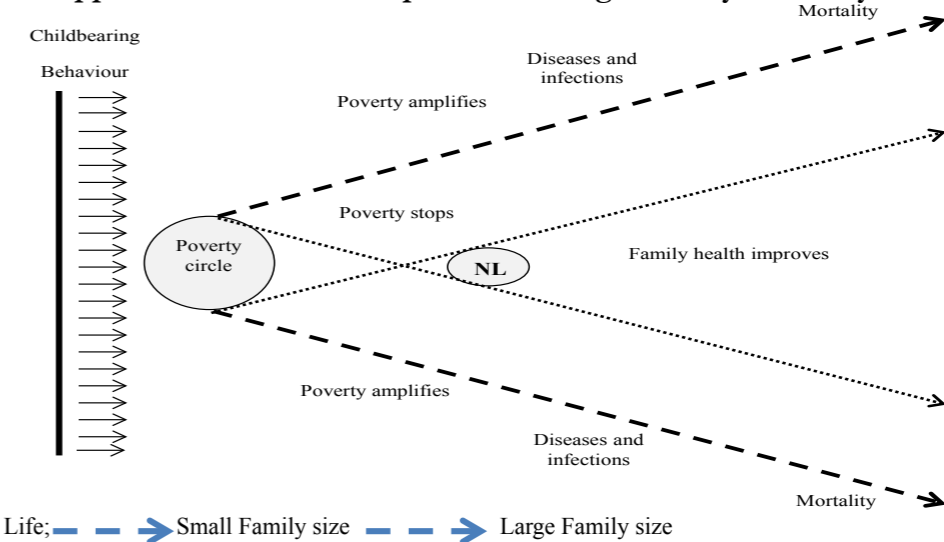 Mortality
Childbearing
Behaviour
Diseases and
infections
Poverty amplifies
Poverty stops
Poverty
circle
NL
Family health improves
Poverty amplifies
Diseases and
infections
Mortality
Life; Small Family size Large Family size